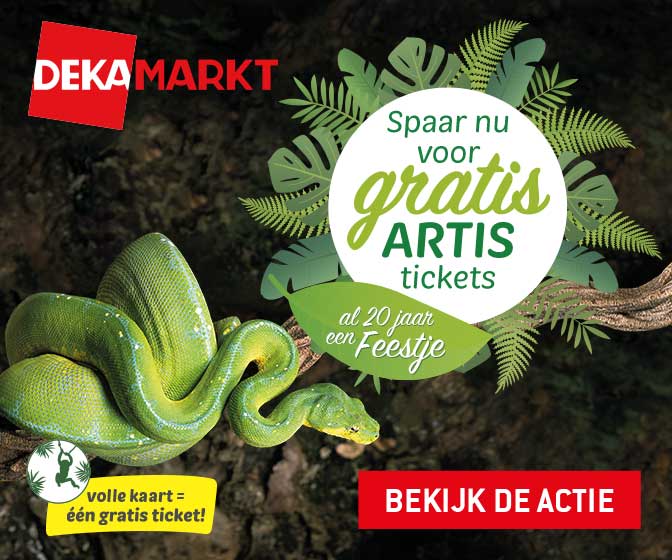 DEKAMARKT
Spaar nu
voor
gratis
ARTIS
tickets
al 20 jaar
een Feestje
volle kaart =
één gratis ticket!
BEKIJK DE ACTIE